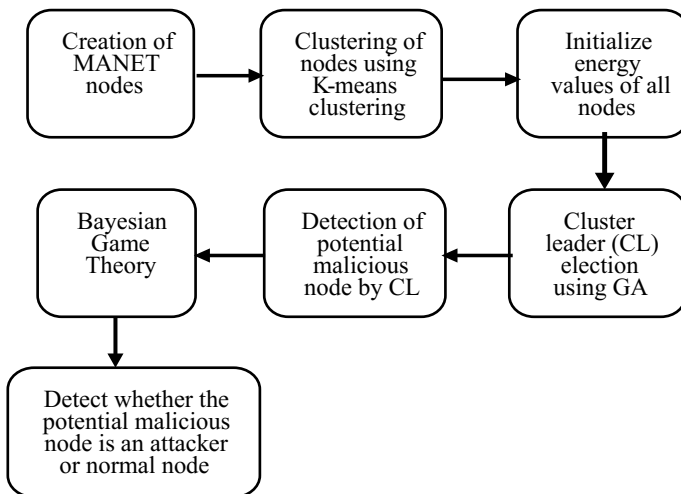 Creation of
MANET
nodes
Clustering of
nodes using
K-means
clustering
Initialize
energy
values of all
nodes
Cluster
leader (CL)
election
using GA
Detection of
potential
malicious
node by CL
Bayesian
Game
Theory
Detect whether the
potential malicious
node is an attacker
or normal node